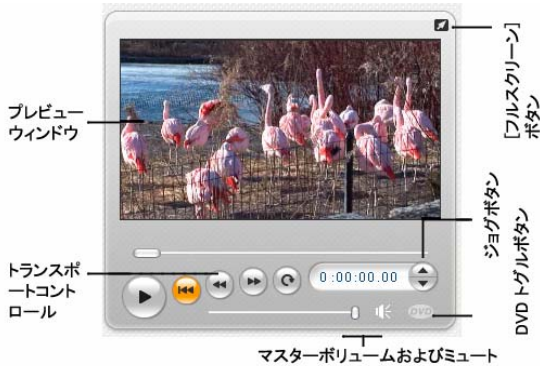 [フルスクリーン]
ボタン
プレビュー
ウィンドウ
ジョグボタン
トランスポ
ートコント
ロール
0:00:00.00
DVD
DVD トグルボタン
マスターボリュームおよびミュート